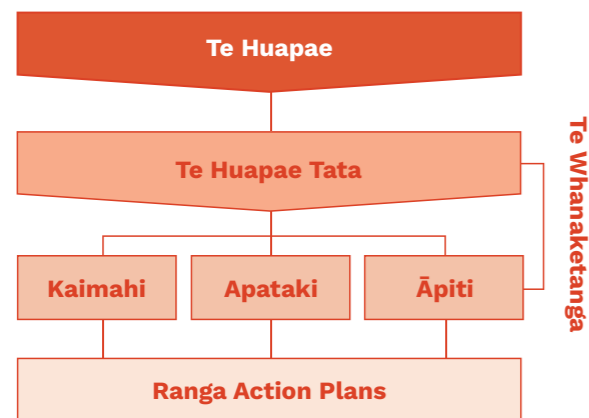 Te Huapae
Te Huapae Tata
Kaimahi
Apataki
Āpiti
Te Whanaketanga
Ranga Action Plans